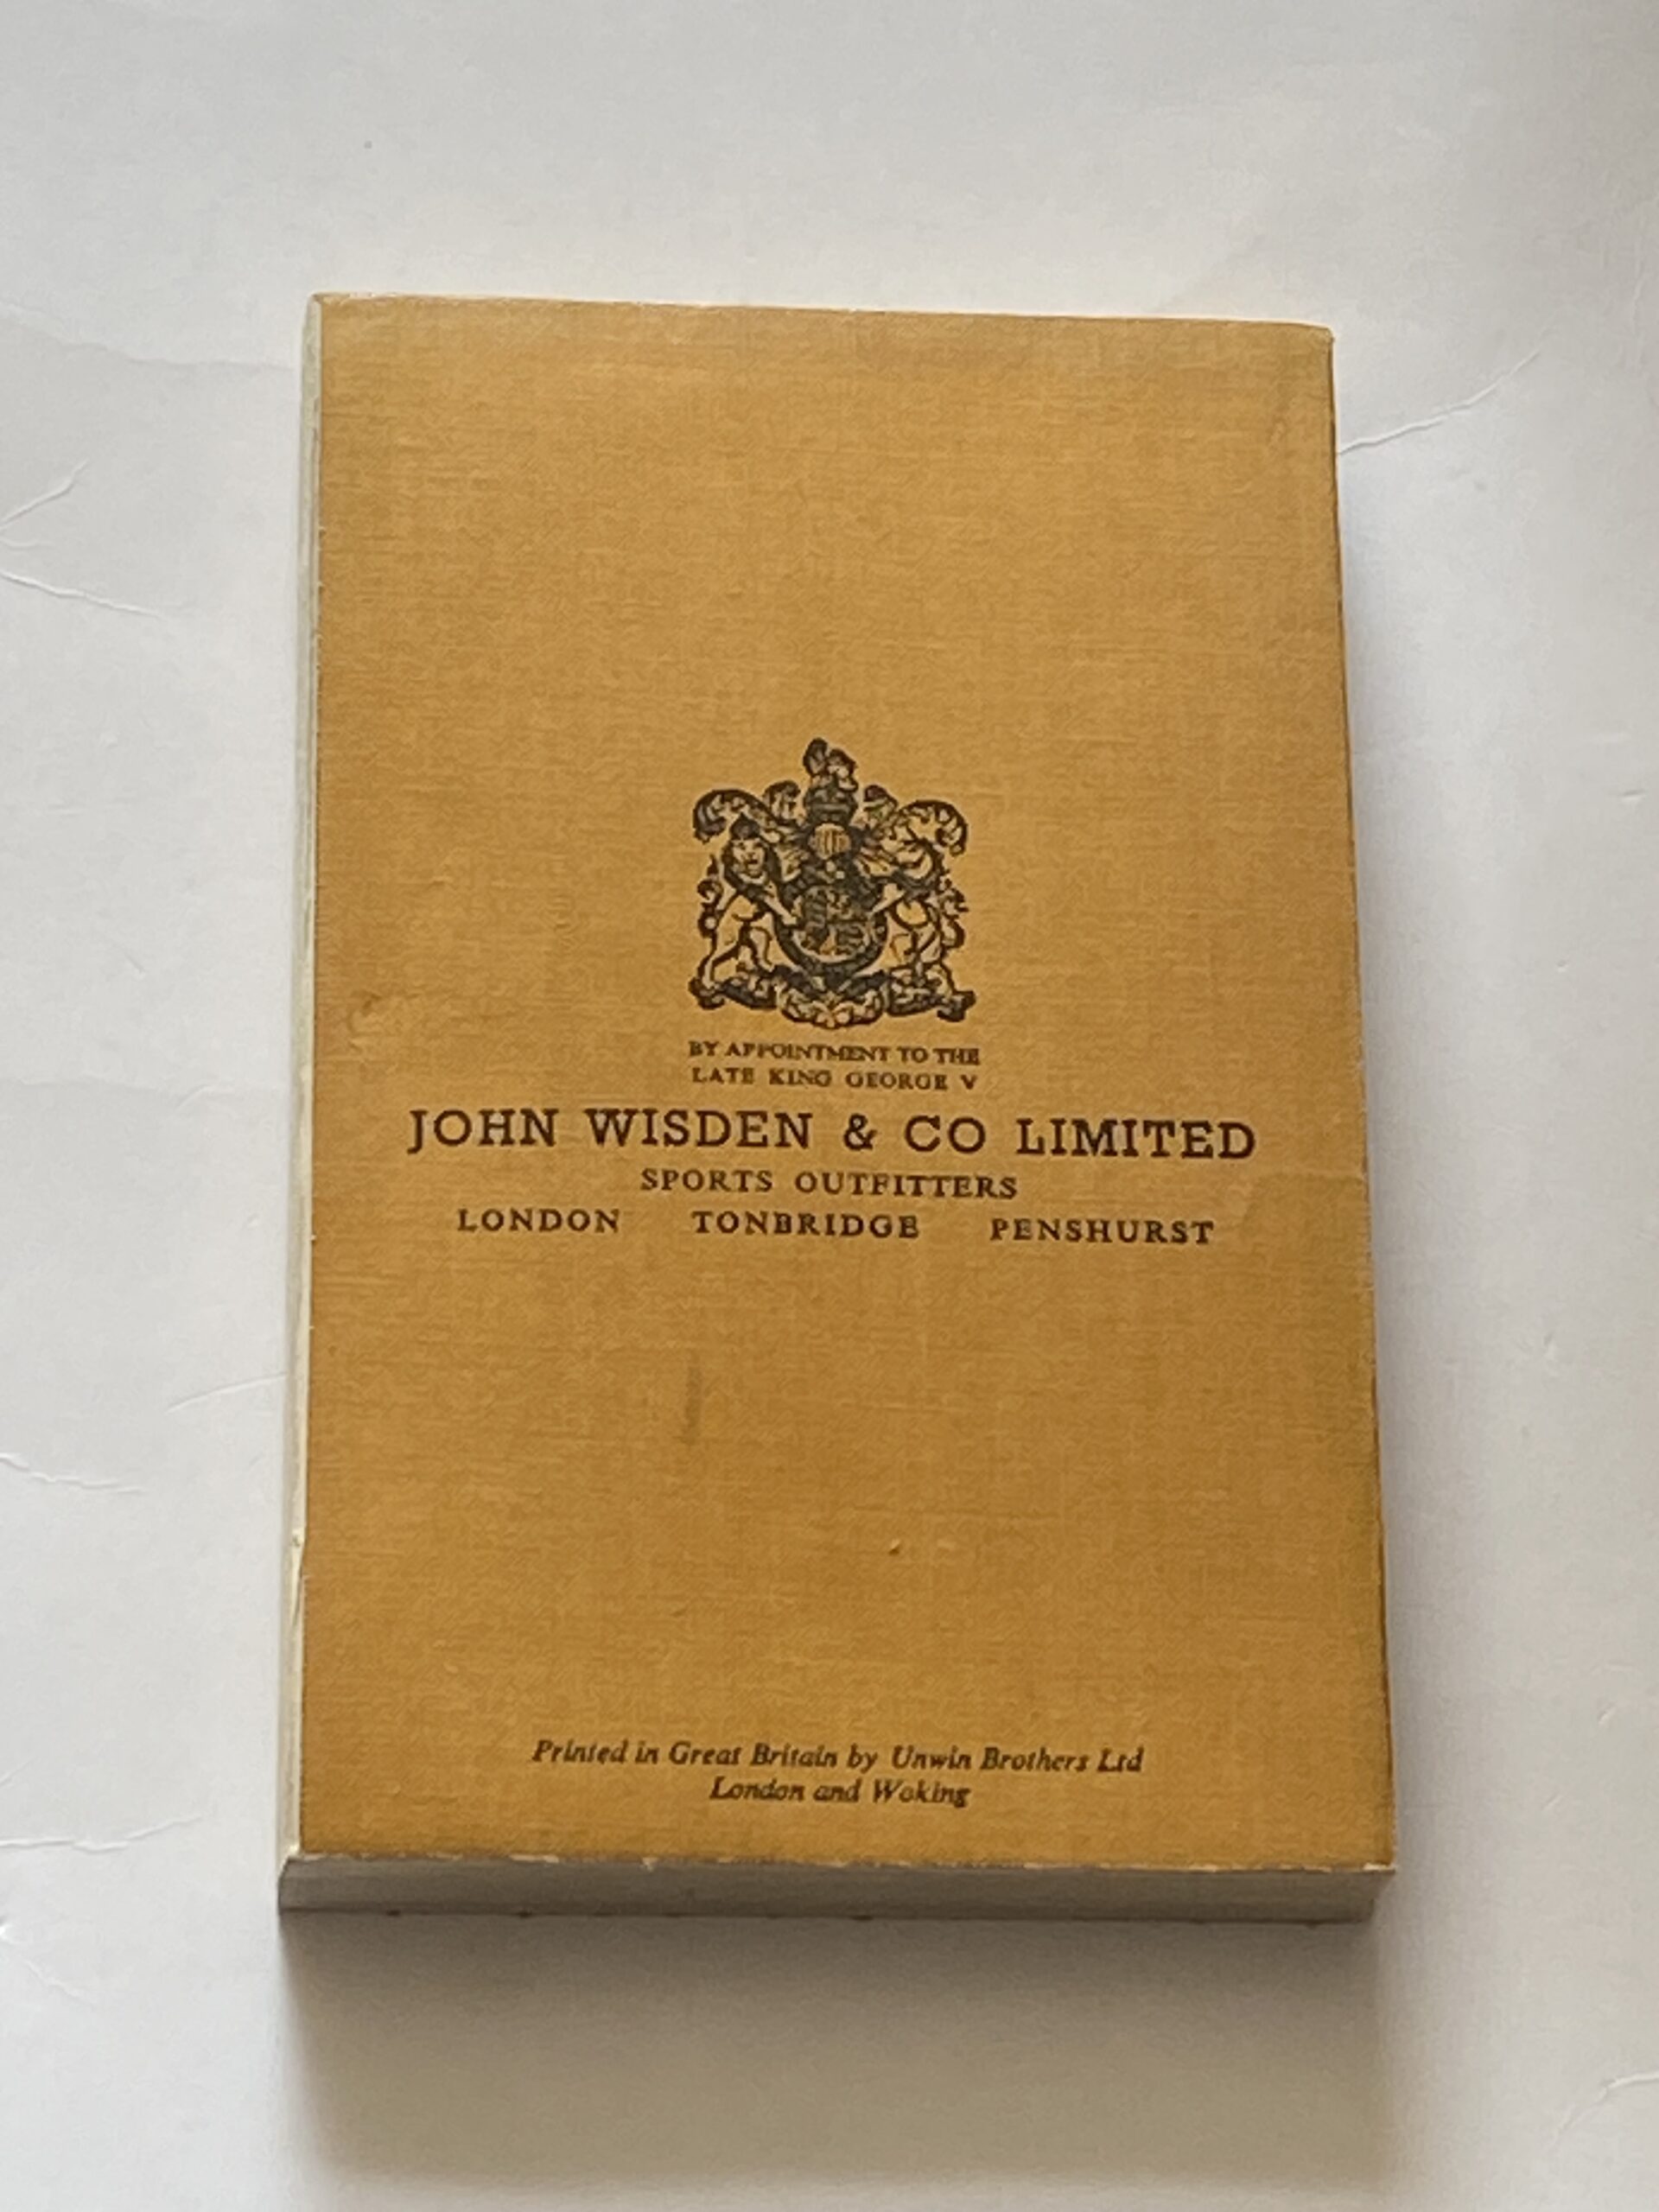 BY APPOINTMENT TO THE
LATE KING GEORGE V
JOHN WISDEN & CO LIMITED
SPORTS OUTFITTERS
LONDON TONBRIDGE PENSHURST
Printed in Great Britain by Unwin Brothers Ltd
London and Woking